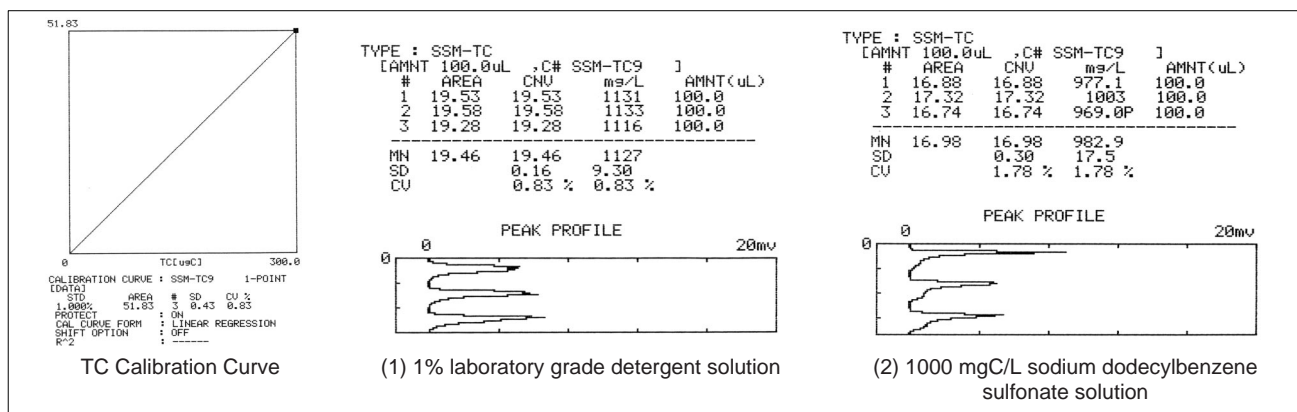 51.83
0 TC[ugC] 300.0
CALIBRATION CURVE : SSM-TC9 1-POINT
[DATA]
STD AREA # SD CV %
1.000% 51.83 3 0.43 0.83
PROTECT : ON
CAL CURVE FORM : LINEAR REGRESSION
SHIFT OPTION : OFF
R^2 : ------
TC Calibration Curve
TYPE : SSM-TC
[AMNT 100.0uL ,C# SSM-TC9 ]
# AREA CNV mg/L AMNT(uL)
1 19.53 19.53 1131 100.0
2 19.58 19.58 1133 100.0
3 19.28 19.28 1116 100.0
MN 19.46 19.46 1127
SD 0.16 9.30
CV 0.83 % 0.83 %
PEAK PROFILE
0 20mv
0
(1) 1% laboratory grade detergent solution
TYPE : SSM-TC
[AMNT 100.0uL ,C# SSM-TC9 ]
# AREA CNV mg/L AMNT(uL)
1 16.88 16.88 977.1 100.0
2 17.32 17.32 1003 100.0
3 16.74 16.74 969.0P 100.0
MN 16.98 16.98 982.9
SD 0.30 17.5
CV 1.78 % 1.78 %
PEAK PROFILE
0 20mv
0
(2) 1000 mgC/L sodium dodecylbenzene
sulfonate solution